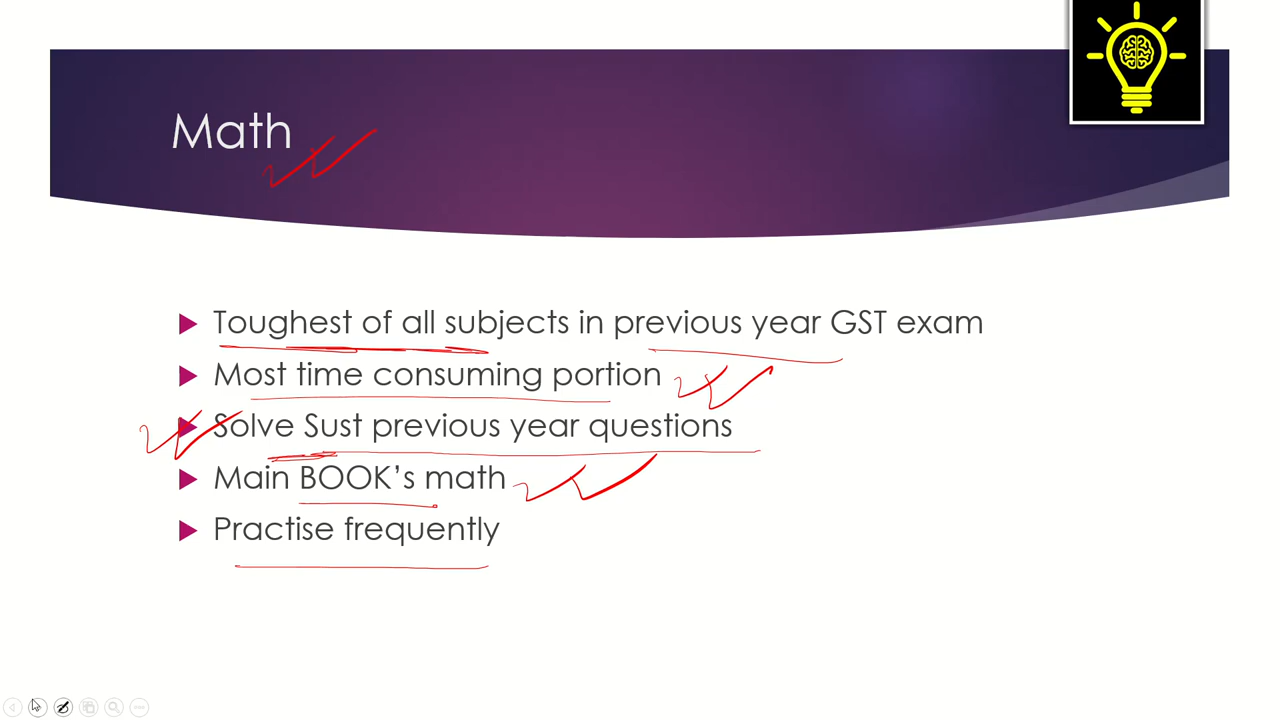 Math
Toughest of all subjects in previous year GST exam
Most time consuming portion
Solve Sust previous year questions
Main BOOK’s math
Practise frequently